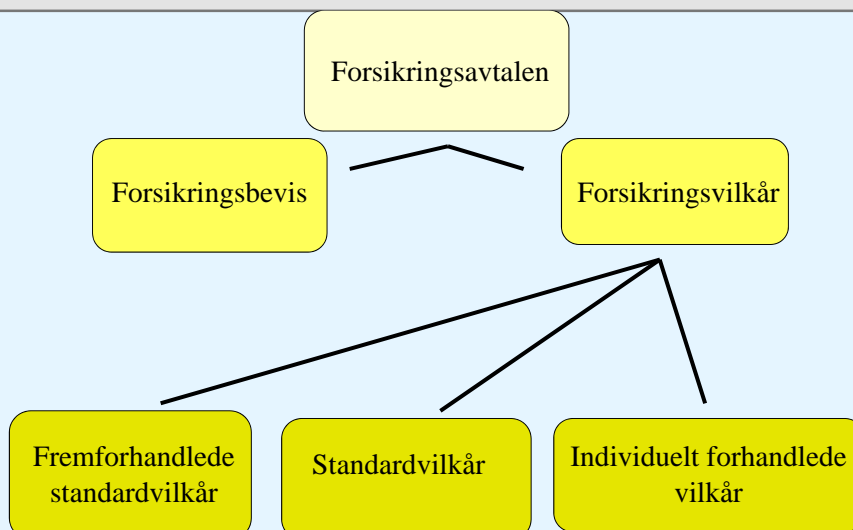 Forsikringsavtalen
Forsikringsbevis
Forsikringsvilkår
Fremforhandlede
standardvilkår
Standardvilkår
Individuelt forhandlede
vilkår